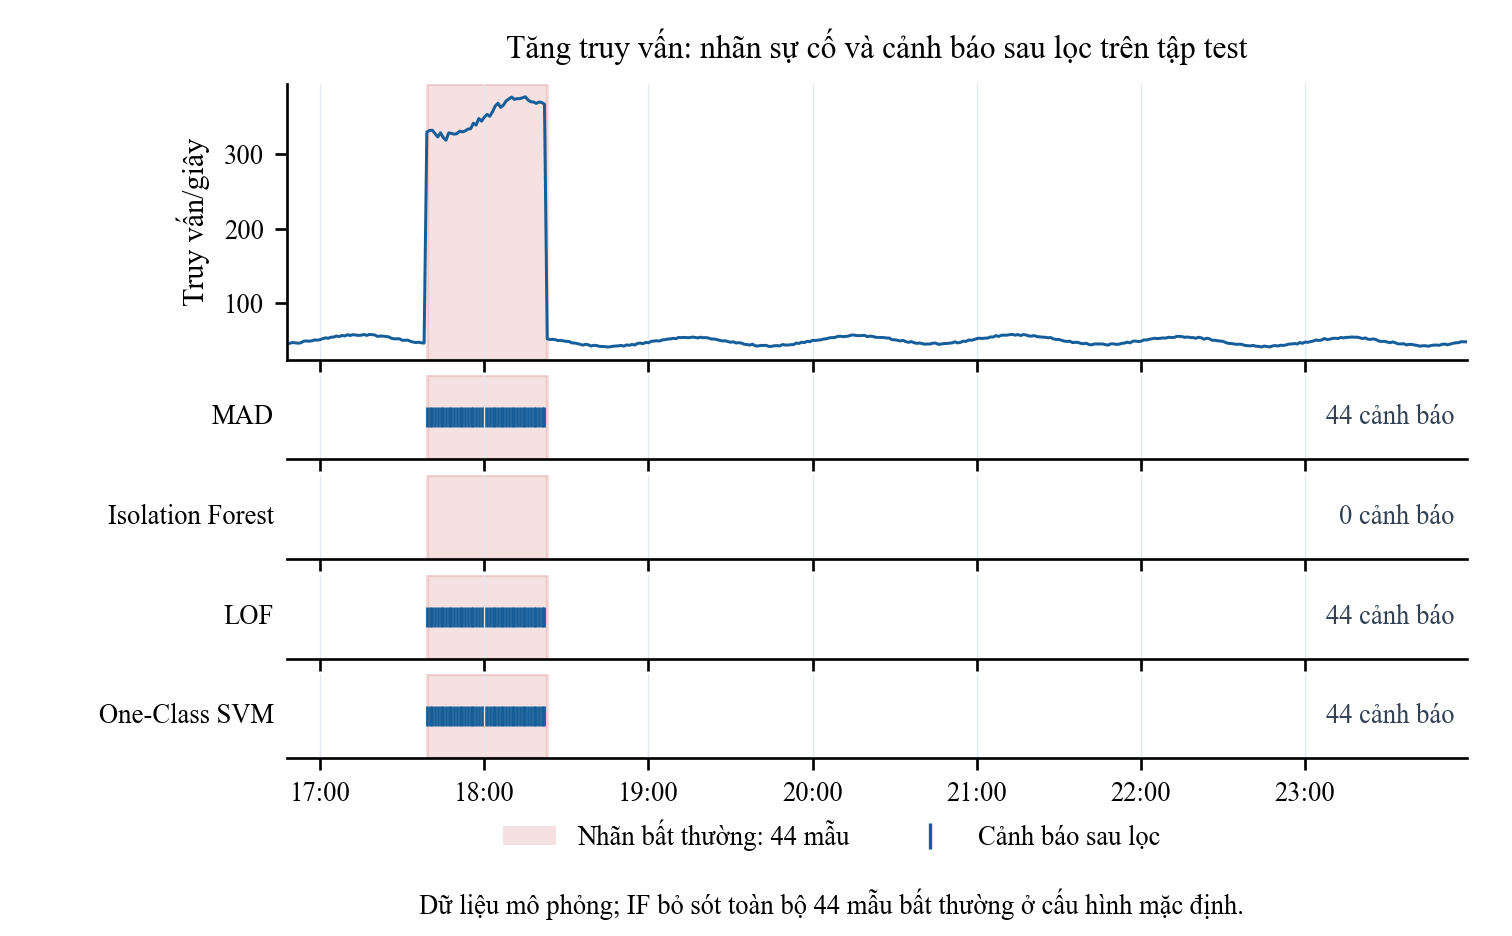 Tăng truy vấn: nhãn sự cố và cảnh báo sau lọc trên tập test
Truy vấn/giây
300
200
100
MAD
44 cảnh báo
Isolation Forest
0 cảnh báo
LOF
44 cảnh báo
One-Class SVM
44 cảnh báo
17:00 18:00 19:00 20:00 21:00 22:00 23:00
Nhãn bất thường: 44 mẫu Cảnh báo sau lọc
Dữ liệu mô phỏng; IF bỏ sót toàn bộ 44 mẫu bất thường ở cấu hình mặc định.